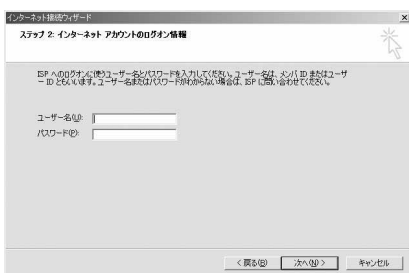 インターネット接続ウィザード
ステップ 2: インターネット アカウントのログオン情報
ISP へのログオンに使うユーザー名とパスワードを入力してください。ユーザー名は、メンバ ID またはユーザ
ー ID ともいいます。ユーザー名またはパスワードがわからない場合は、ISP に問い合わせてください。
ユーザー名(U):
パスワード(P):
< 戻る(B)
次へ(N) >
キャンセル